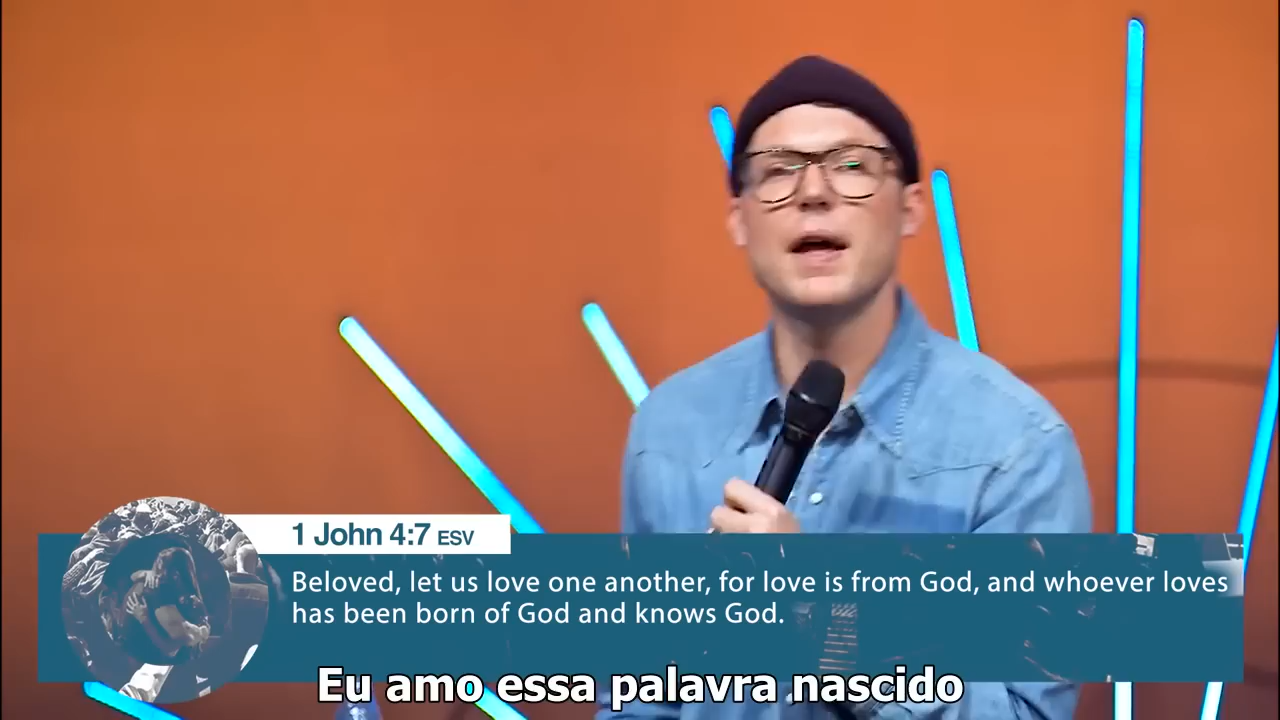 1 John 4:7 ESV
Beloved, let us love one another, for love is from God, and whoever loves
has been born of God and knows God.
Eu amo essa palavra nascido